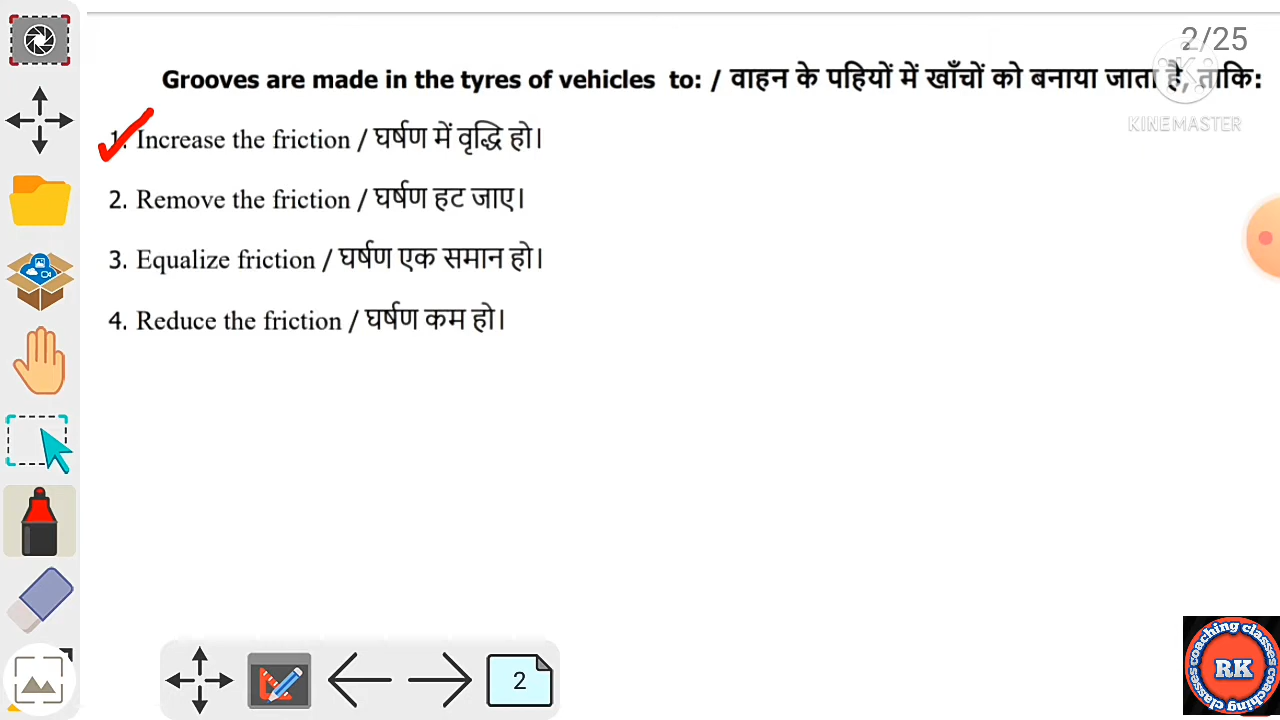 2/25
Grooves are made in the tyres of vehicles to: / वाहन के पहियों में खाँचों को बनाया जाता है, ताकि:
KINEMASTER
1. Increase the friction / घर्षण में वृद्धि हो।
2. Remove the friction / घर्षण हट जाए।
3. Equalize friction / घर्षण एक समान हो।
4. Reduce the friction / घर्षण कम हो।
2
coaching classes
RK
coaching classes